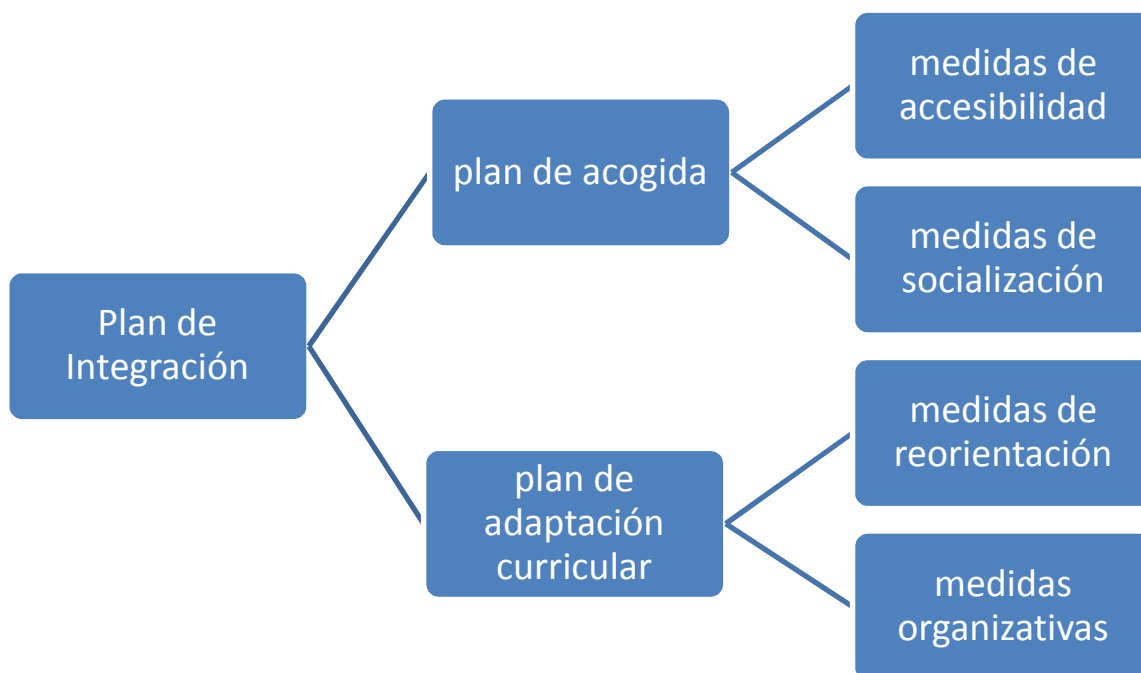 medidas de
accesibilidad
plan de acogida
medidas de
socialización
Plan de
Integración
medidas de
reorientación
plan de
adaptación
curricular
medidas
organizativas